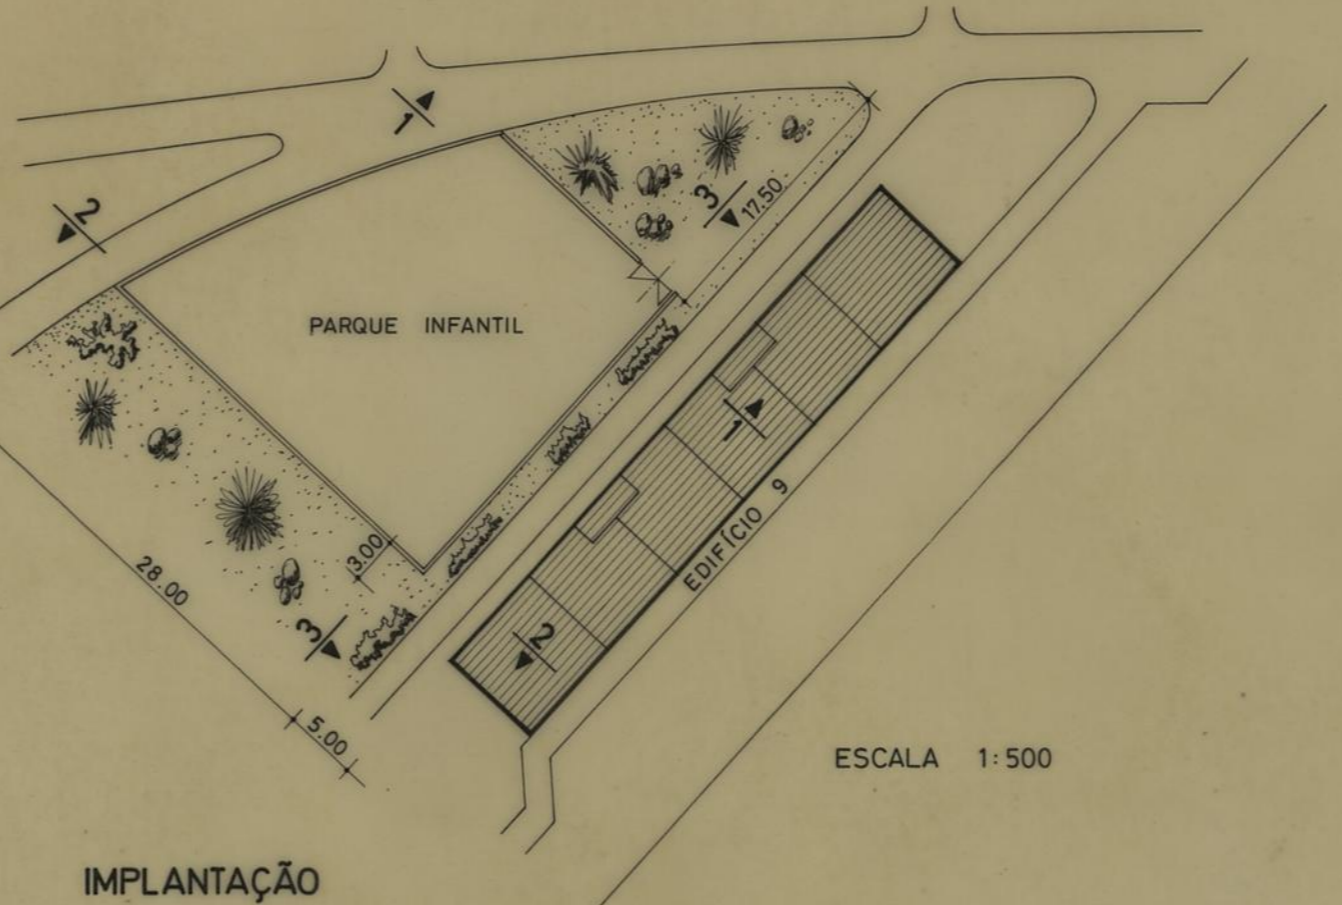 1
2
3
17.50
PARQUE INFANTIL
1
3.00
28.00
EDIFÍCIO 9
3
2
5.00
ESCALA 1:500
IMPLANTAÇÃO